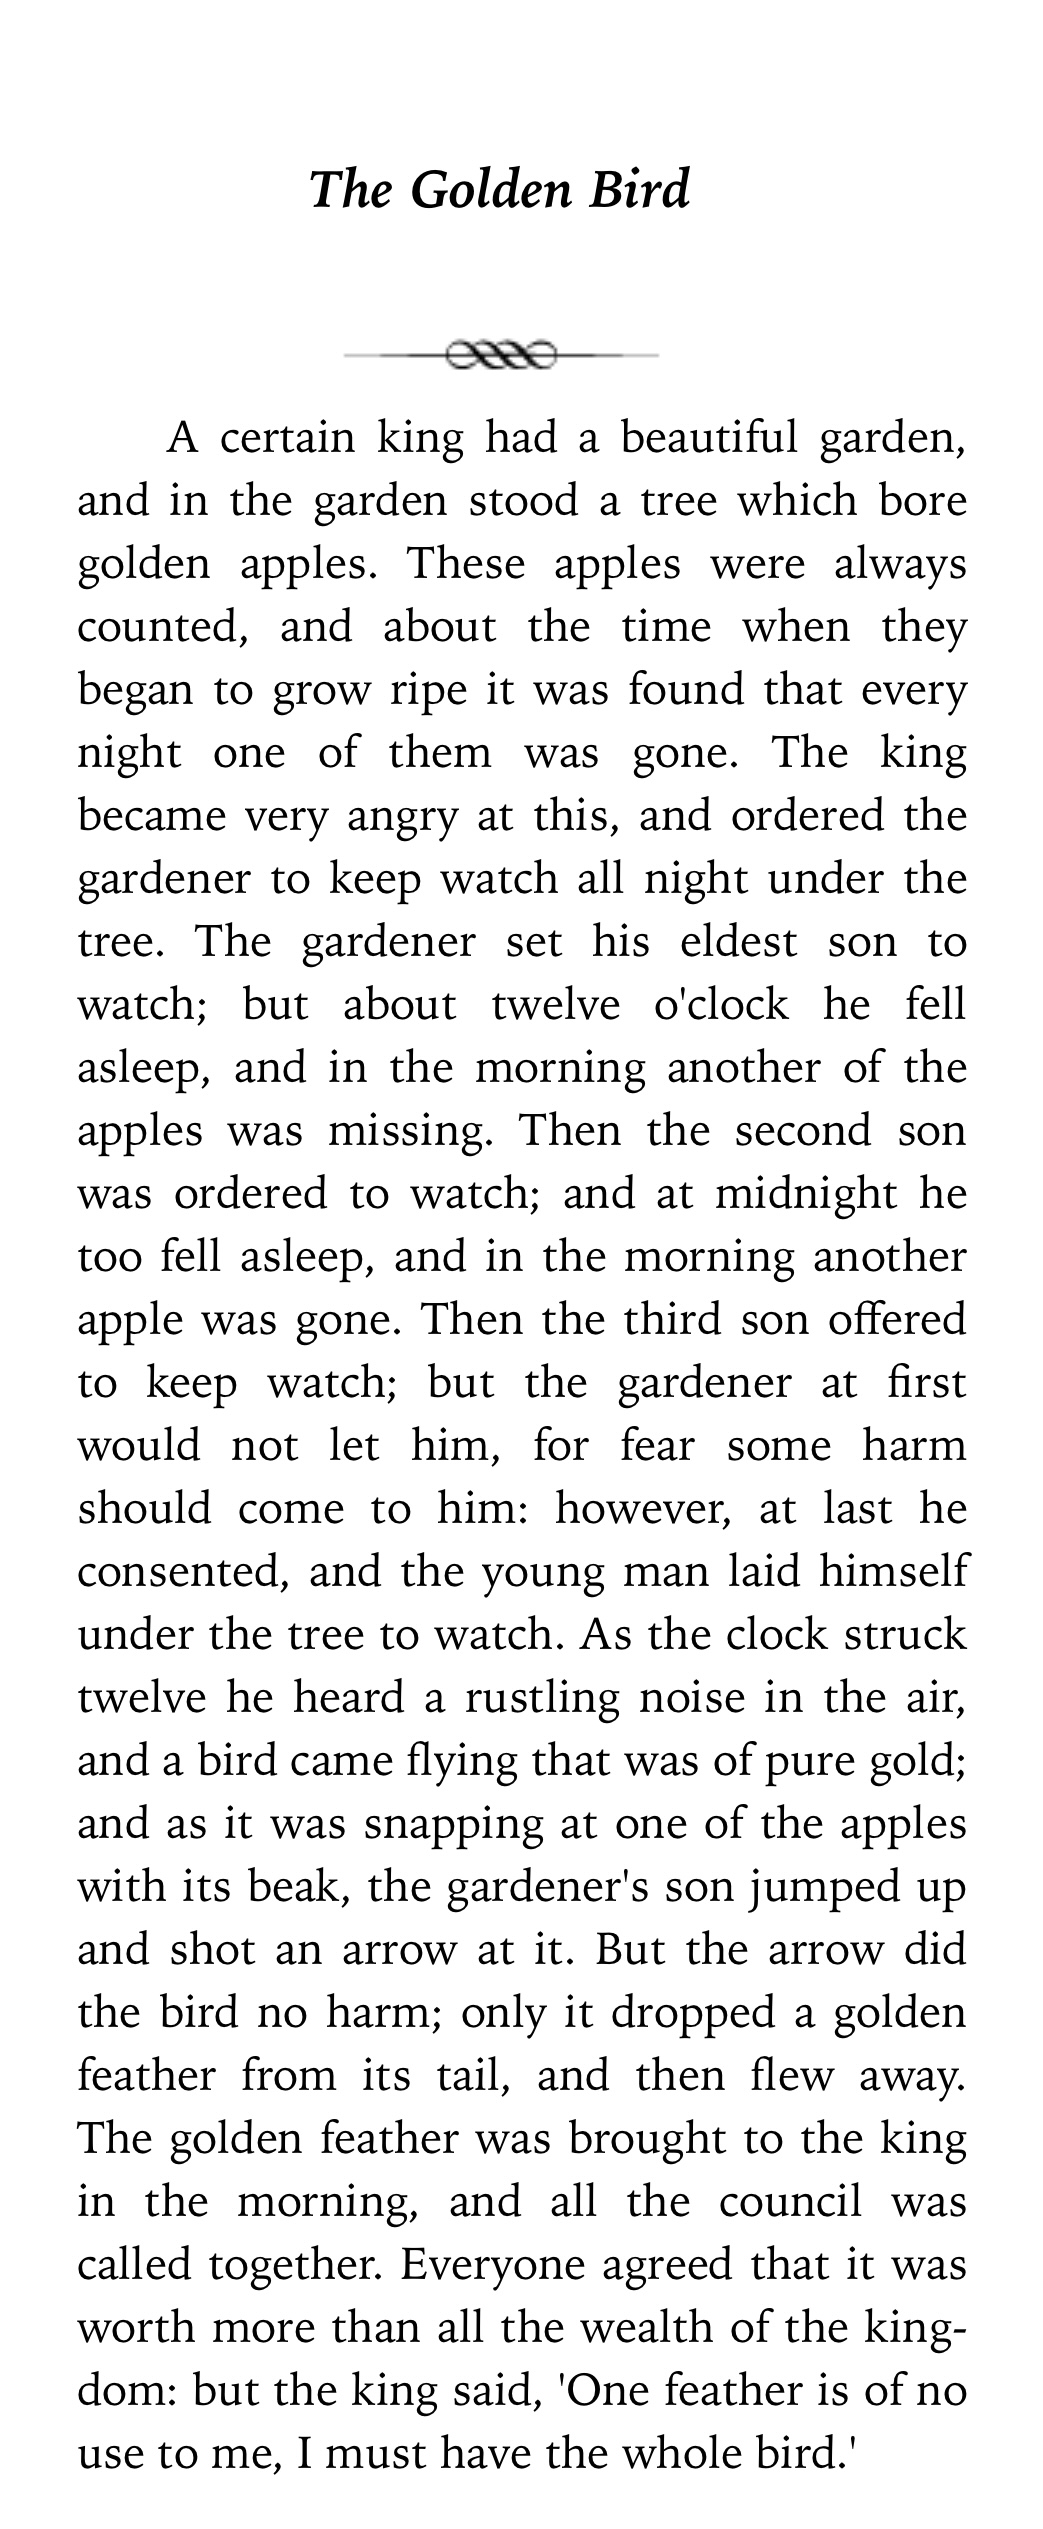 The Golden Bird
A certain king had a beautiful garden,
and in the garden stood a tree which bore
golden apples. These apples were always
counted, and about the time when they
began to grow ripe it was found that every
night one of them was gone. The king
became very angry at this, and ordered the
gardener to keep watch all night under the
tree. The gardener set his eldest son to
watch; but about twelve o'clock he fell
asleep, and in the morning another of the
apples was missing. Then the second son
was ordered to watch; and at midnight he
too fell asleep, and in the morning another
apple was gone. Then the third son offered
to keep watch; but the gardener at first
would not let him, for fear some harm
should come to him: however, at last he
consented, and the young man laid himself
under the tree to watch. As the clock struck
twelve he heard a rustling noise in the air,
and a bird came flying that was of pure gold;
and as it was snapping at one of the apples
with its beak, the gardener's son jumped up
and shot an arrow at it. But the arrow did
the bird no harm; only it dropped a golden
feather from its tail, and then flew away.
The golden feather was brought to the king
in the morning, and all the council was
called together. Everyone agreed that it was
worth more than all the wealth of the king-
dom: but the king said, 'One feather is of no
use to me, I must have the whole bird.'